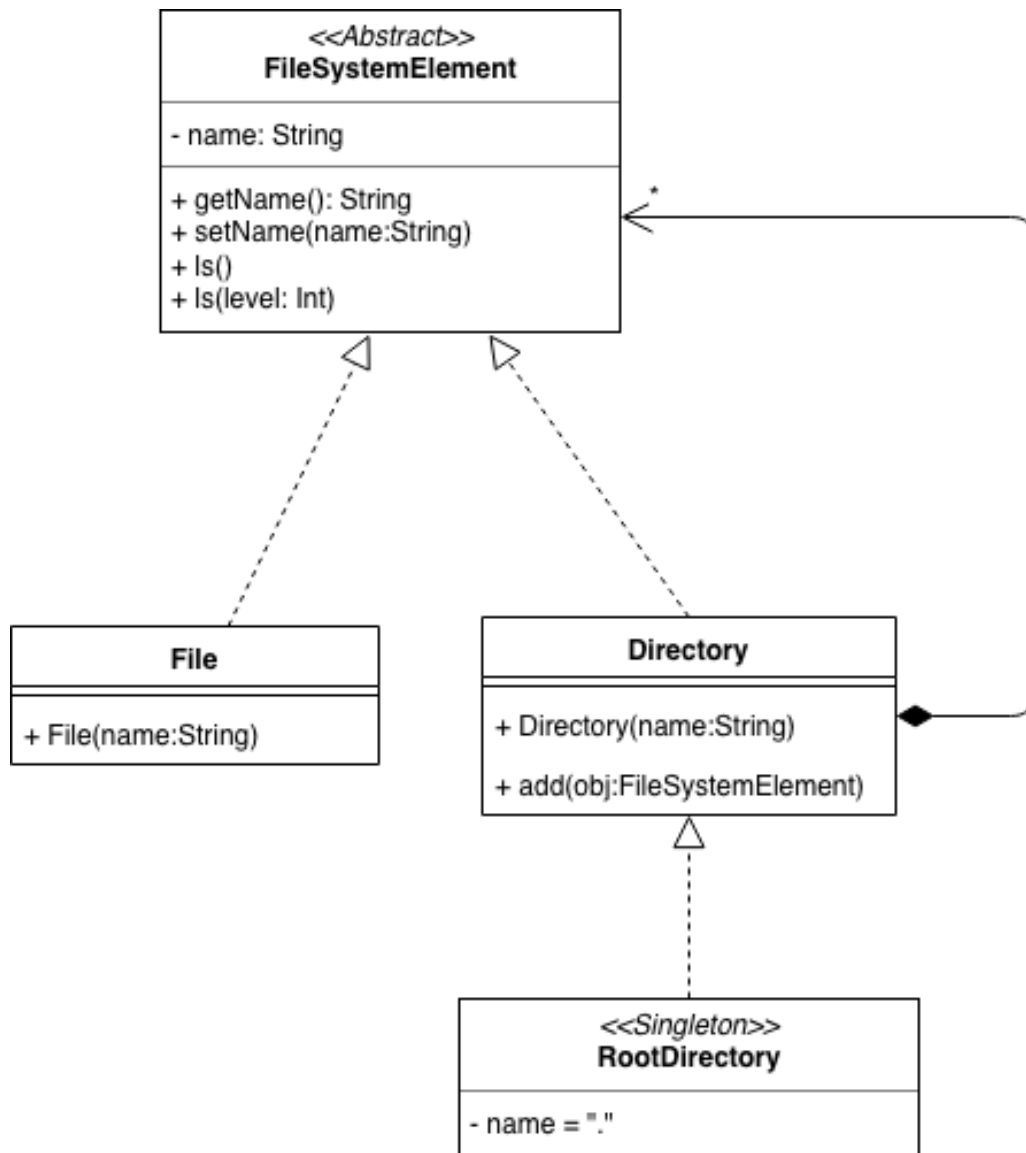 <<Abstract>>
FileSystemElement
- name: String
+ getName(): String
+ setName(name:String)
+ ls()
+ ls(level: Int)
*
File
+ File(name:String)
Directory
+ Directory(name:String)
+ add(obj:FileSystemElement)
<<Singleton>>
RootDirectory
- name = "."